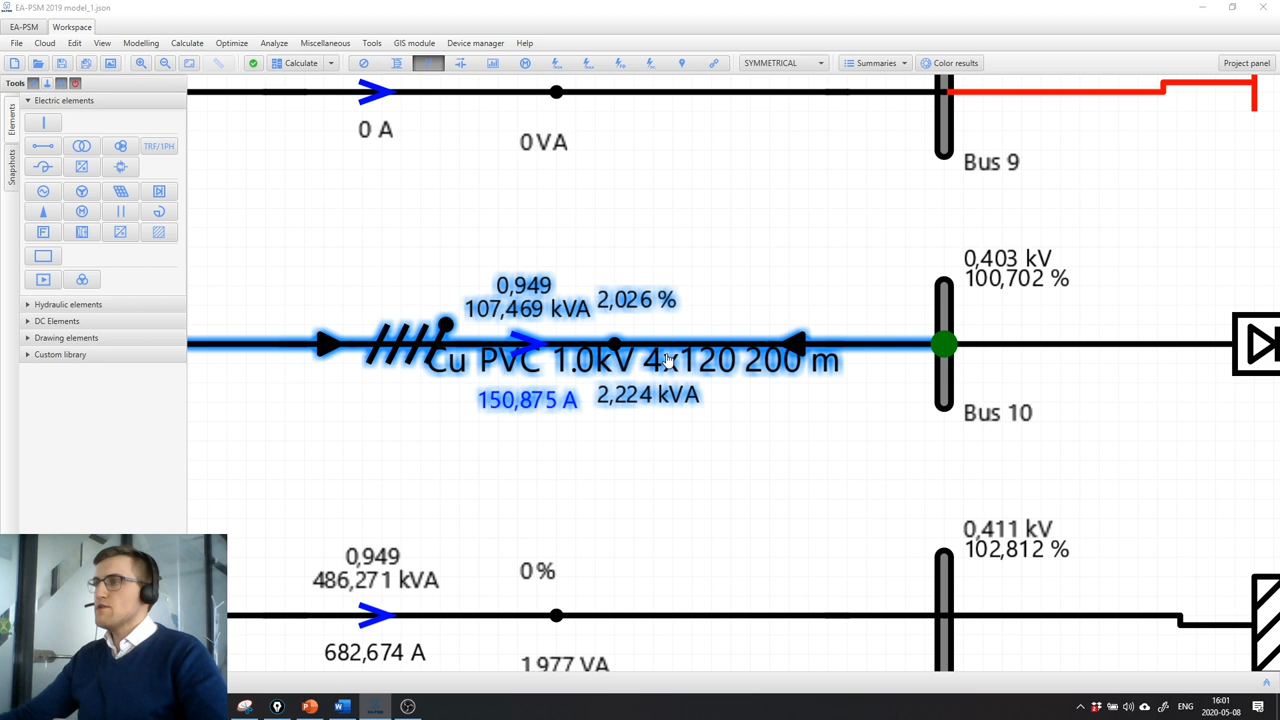 EA-PSM 2019 model_1.json
EA-PSM Workspace
File Cloud Edit View Modelling Calculate Optimize Analyze Miscellaneous Tools GIS module Device manager Help
Calculate SYMMETRICAL Summaries Color results Project panel
Tools
Elements
Snapshots
Electric elements
TRF/1PH
Hydraulic elements
DC Elements
Drawing elements
Custom library
0 A
0 VA
Bus 9
0,403 kV
100,702 %
0,949
107,469 kVA
2,026 %
Cu PVC 1.0kV 4x120 200 m
150,875 A
2,224 kVA
Bus 10
0,411 kV
102,812 %
0,949
486,271 kVA
0 %
682,674 A
1 977 VA
ENG
16:01
2020-05-08